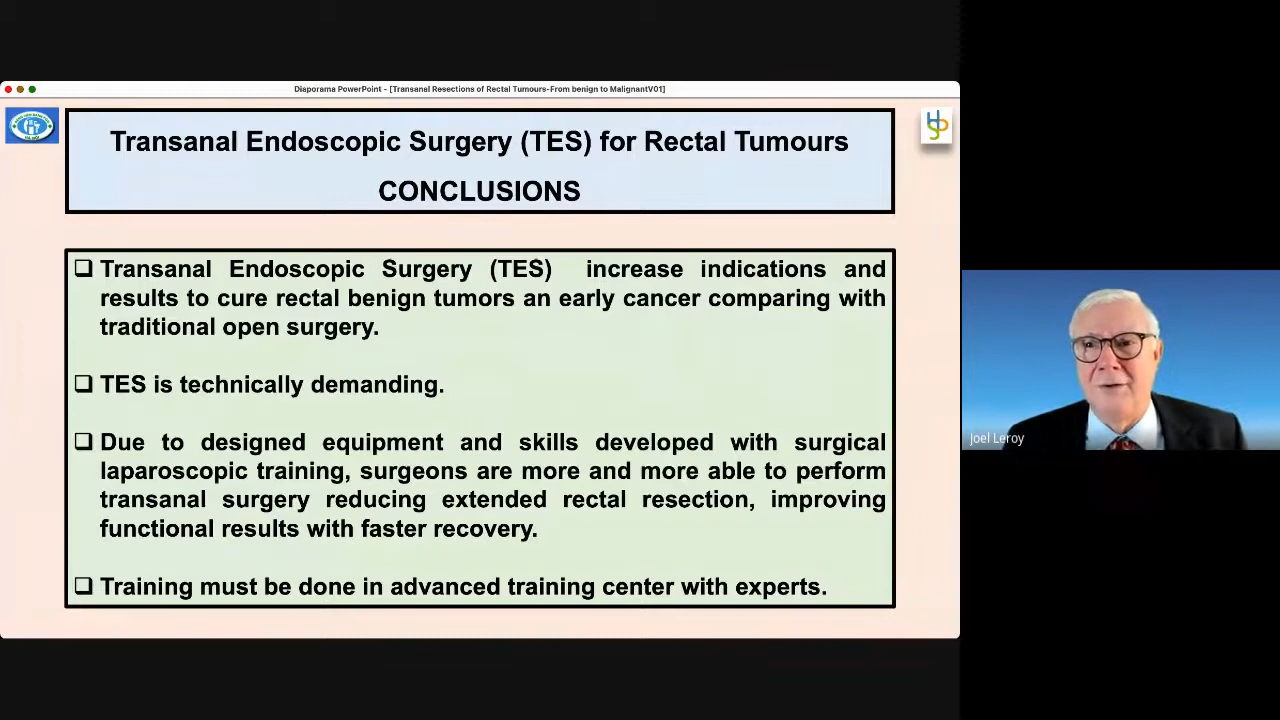 Diaporama PowerPoint - [Transanal Resections of Rectal Tumours-From benign to MalignantV01]
Transanal Endoscopic Surgery (TES) for Rectal Tumours
CONCLUSIONS
❑ Transanal Endoscopic Surgery (TES) increase indications and
results to cure rectal benign tumors an early cancer comparing with
traditional open surgery.
❑ TES is technically demanding.
❑ Due to designed equipment and skills developed with surgical
laparoscopic training, surgeons are more and more able to perform
transanal surgery reducing extended rectal resection, improving
functional results with faster recovery.
❑ Training must be done in advanced training center with experts.
Joel Leroy